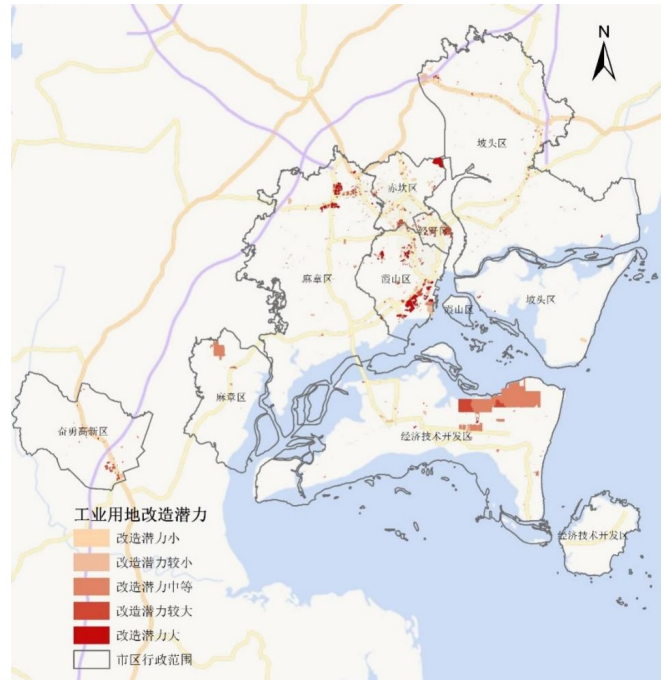 N
坡头区
赤坎区
经开区
麻章区
霞山区
霞山区
坡头区
麻章区
奋勇高新区
经济技术开发区
经济技术开发区
工业用地改造潜力
改造潜力小
改造潜力较小
改造潜力中等
改造潜力较大
改造潜力大
市区行政范围